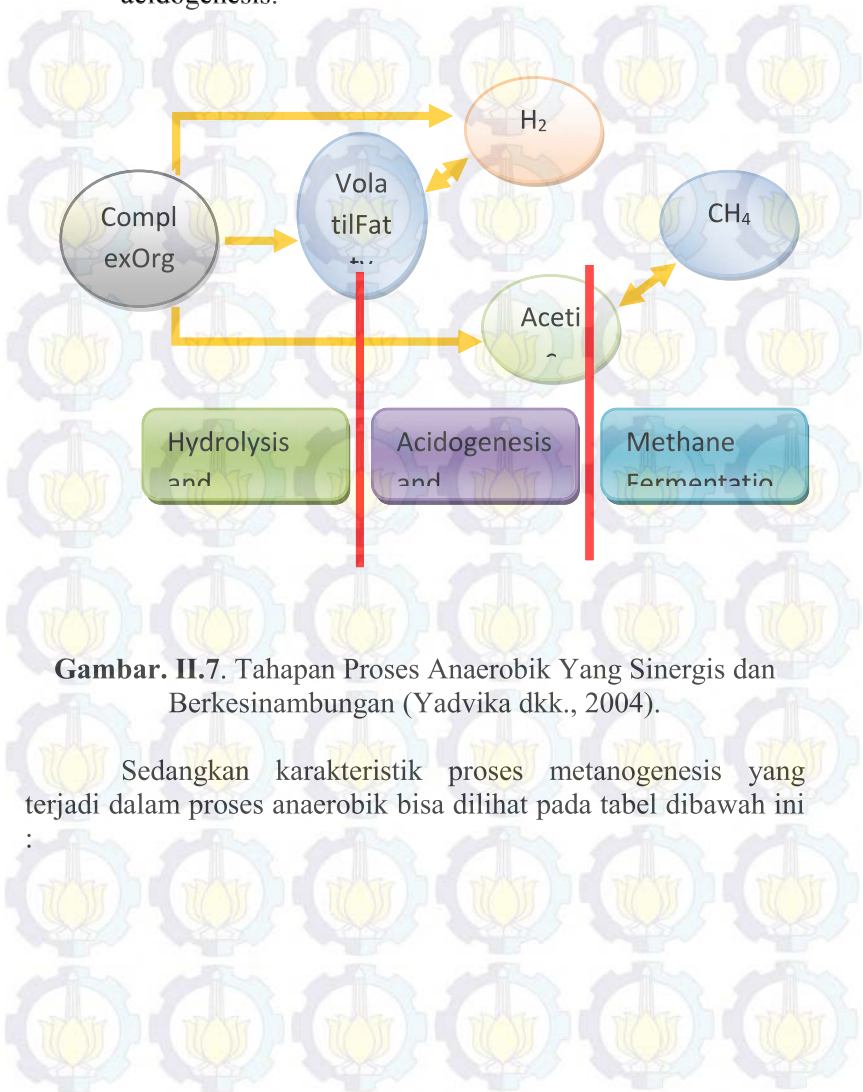 acidogenesis.
H₂
Vola
tilFat
CH₄
Compl
exOrg
Aceti
Hydrolysis
and
Acidogenesis
and
Methane
Fermentatio
Gambar. II.7. Tahapan Proses Anaerobik Yang Sinergis dan
Berkesinambungan (Yadvika dkk., 2004).
Sedangkan karakteristik proses metanogenesis yang
terjadi dalam proses anaerobik bisa dilihat pada tabel dibawah ini
: